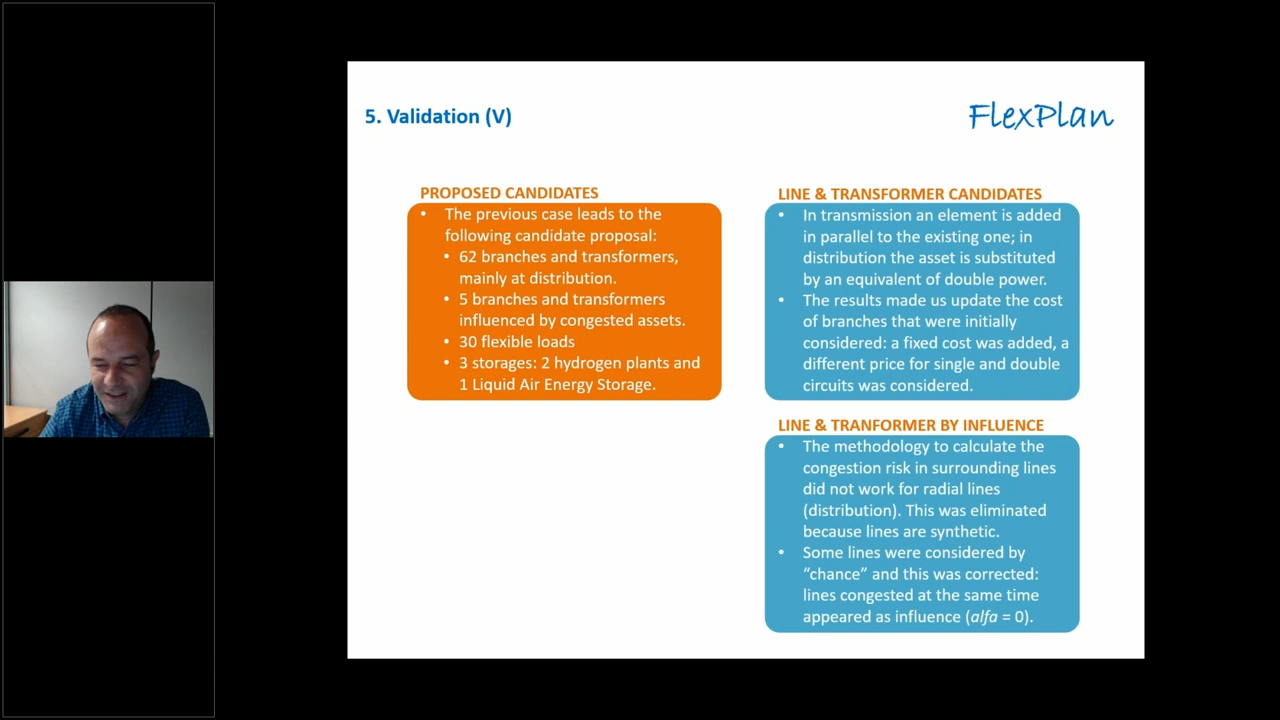 5. Validation (V)
FlexPlan
PROPOSED CANDIDATES
• The previous case leads to the
following candidate proposal:
• 62 branches and transformers,
mainly at distribution.
• 5 branches and transformers
influenced by congested assets.
• 30 flexible loads
• 3 storages: 2 hydrogen plants and
1 Liquid Air Energy Storage.
LINE & TRANSFORMER CANDIDATES
• In transmission an element is added
in parallel to the existing one; in
distribution the asset is substituted
by an equivalent of double power.
• The results made us update the cost
of branches that were initially
considered: a fixed cost was added, a
different price for single and double
circuits was considered.
LINE & TRANFORMER BY INFLUENCE
• The methodology to calculate the
congestion risk in surrounding lines
did not work for radial lines
(distribution). This was eliminated
because lines are synthetic.
• Some lines were considered by
“chance” and this was corrected:
lines congested at the same time
appeared as influence (alfa = 0).